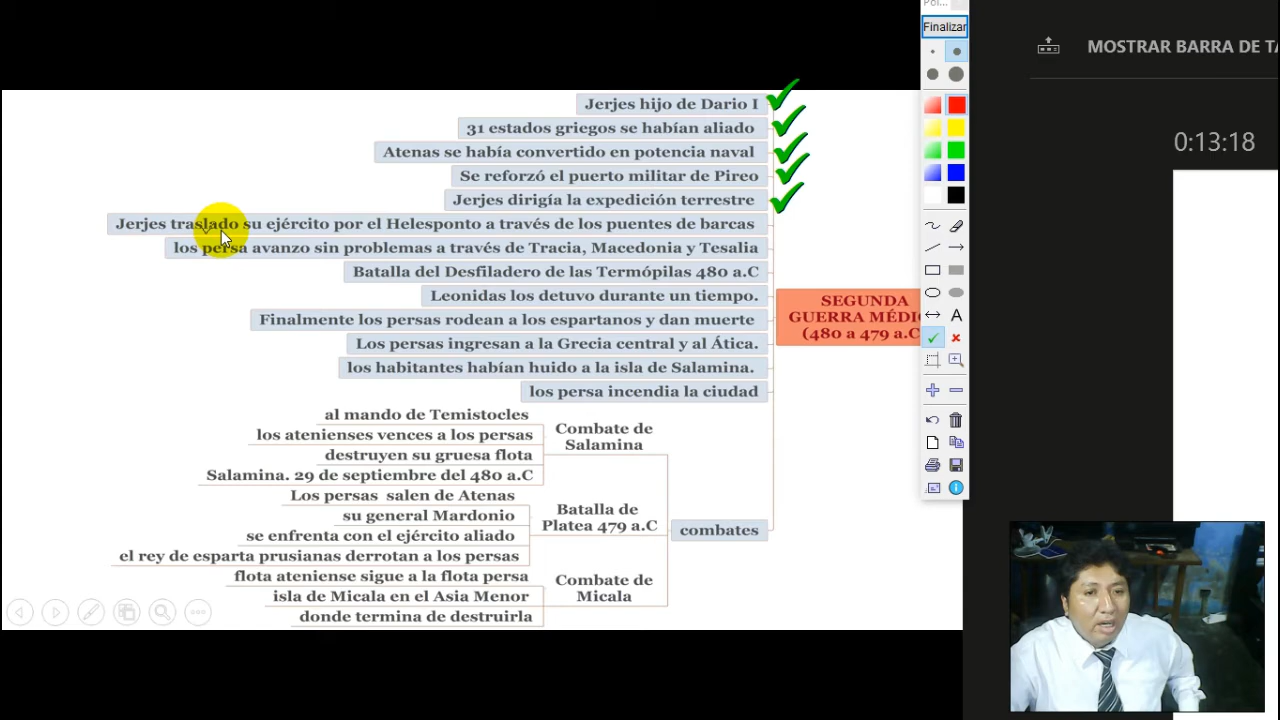 Por...
Finalizar
MOSTRAR BARRA DE TA
0:13:18
Jerjes hijo de Dario I
31 estados griegos se habían aliado
Atenas se había convertido en potencia naval
Se reforzó el puerto militar de Pireo
Jerjes dirigía la expedición terrestre
Jerjes traslado su ejército por el Helesponto a través de los puenes de barcas
los persa avanzo sin problemas a través de Tracia, Macedonia y Tesalia
Batalla del Desfiladero de las Termópilas 480 a.C
Leonidas los detuvo durante un tiempo.
Finalmente los persas rodean a los espartanos y dan muerte
Los persas ingresan a la Grecia central y al Ática.
los habitantes habían huido a la isla de Salamina.
los persa incendia la ciudad
SEGUNDA
GUERRA MÉDI
(480 a 479 a.C
combates
Combate de
Salamina
al mando de Temistocles
los atenienses vences a los persas
destruyen su gruesa flota
Salamina. 29 de septiembre del 480 a.C
Batalla de
Platea 479 a.C
Los persas salen de Atenas
su general Mardonio
se enfrenta con el ejército aliado
el rey de esparta prusianas derrotan a los persas
Combate de
Micala
flota ateniense sigue a la flota persa
isla de Micala en el Asia Menor
donde termina de destruirla
A